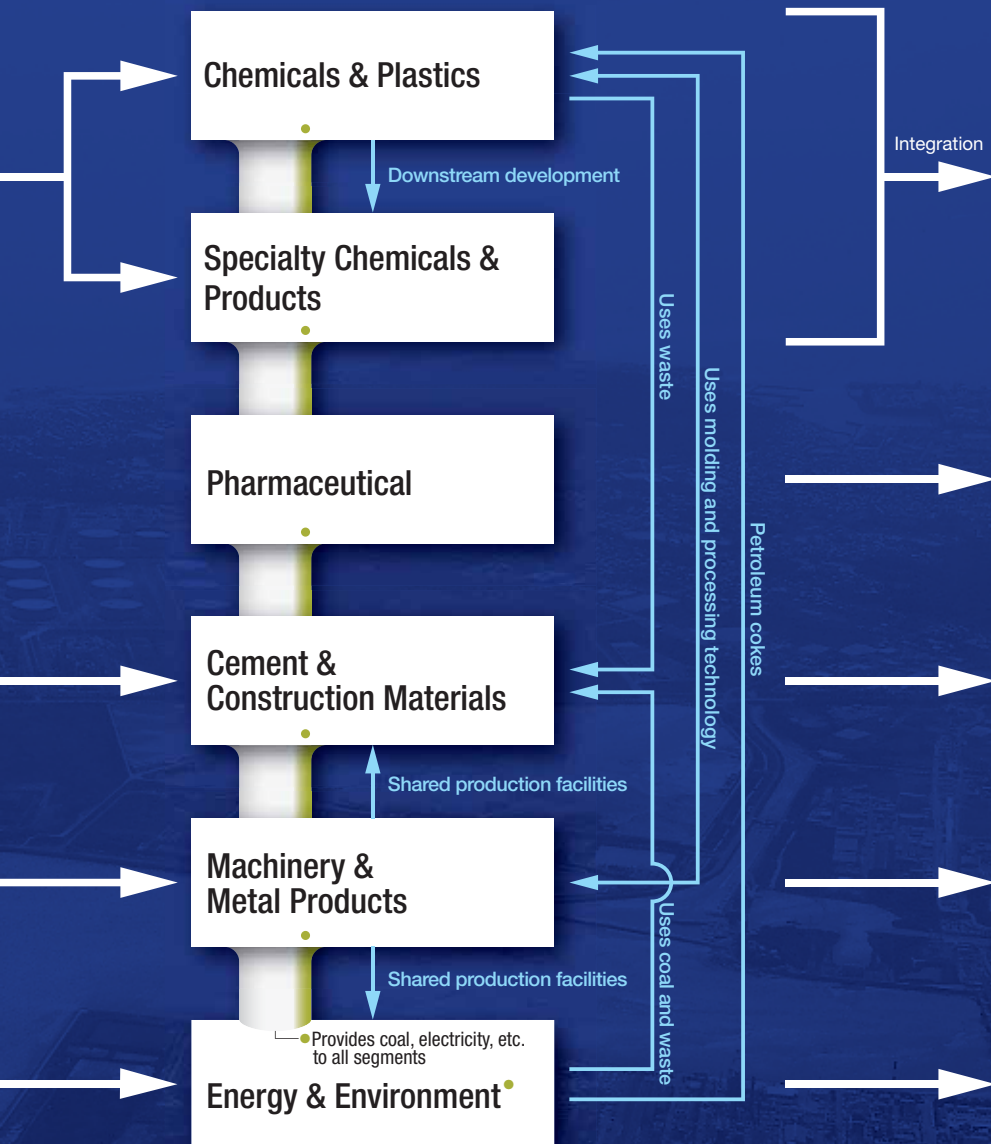 Chemicals & Plastics
Integration
Downstream development
Specialty Chemicals &
Products
Uses waste
Uses molding and processing technology
Pharmaceutical
Petroleum cokes
Cement &
Construction Materials
Shared production facilities
Machinery &
Metal Products
Uses coal and waste
Shared production facilities
Provides coal, electricity, etc.
to all segments
Energy & Environment